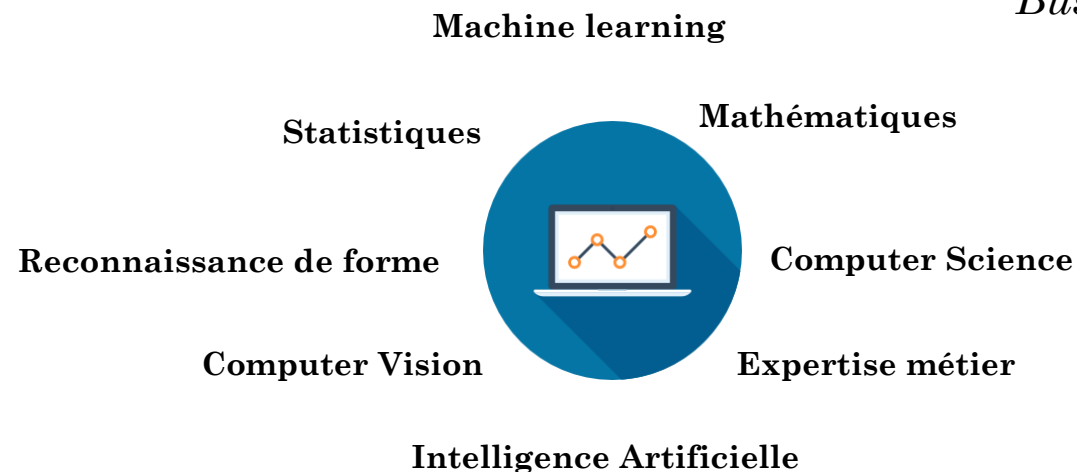 Machine learning
Statistiques
Mathématiques
Reconnaissance de forme
Computer Science
Computer Vision
Expertise métier
Intelligence Artificielle